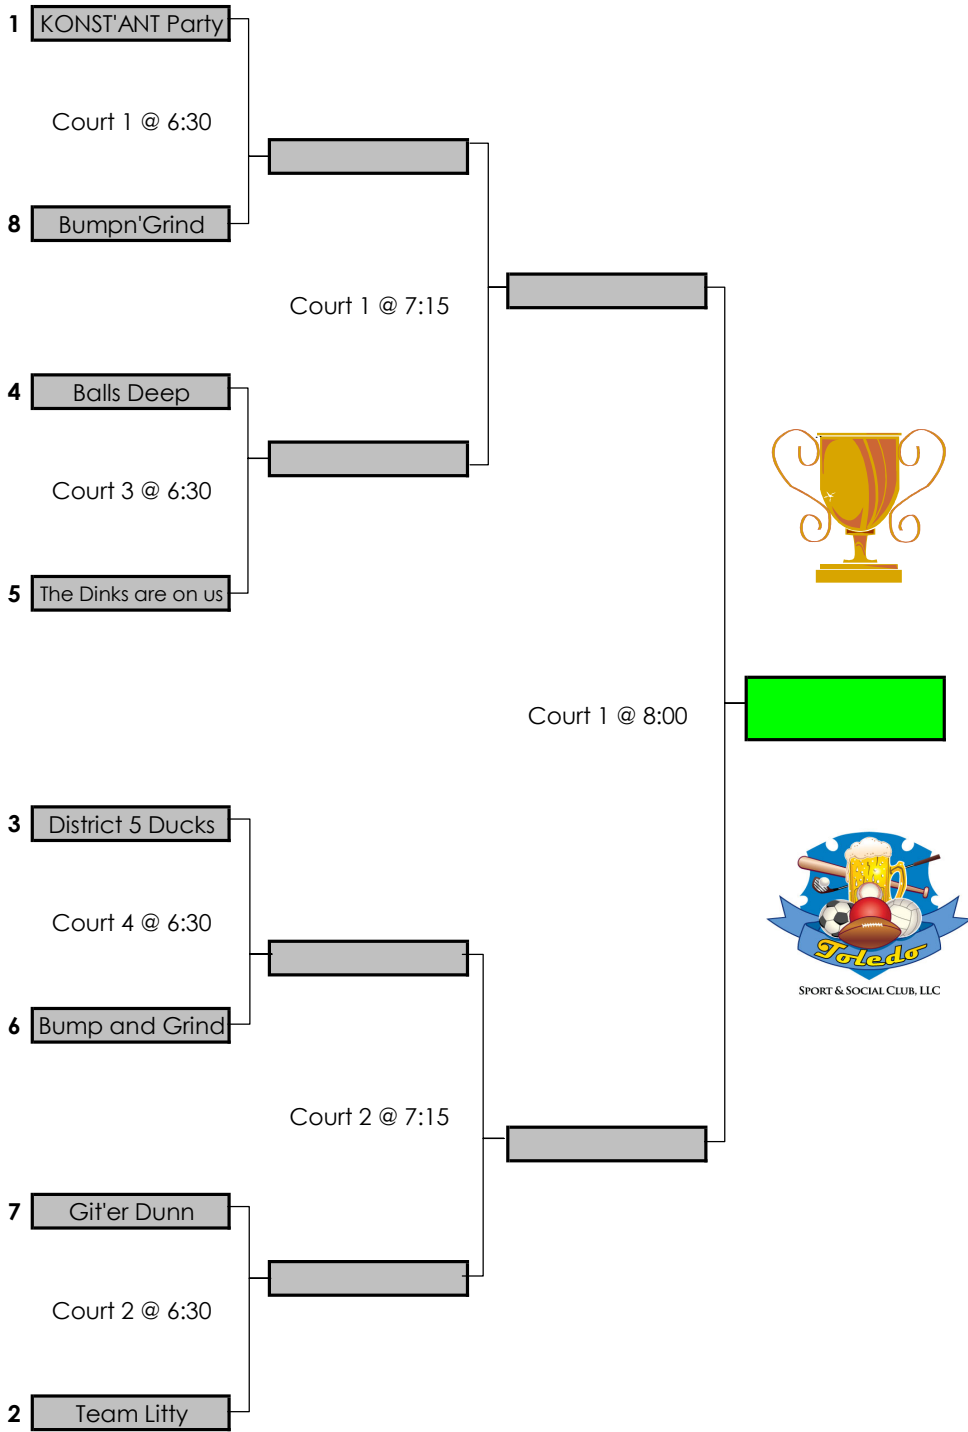 1 KONST'ANT Party
Court 1 @ 6:30
8 Bumpn'Grind
Court 1 @ 7:15
4 Balls Deep
Court 3 @ 6:30
5 The Dinks are on us
Court 1 @ 8:00
3 District 5 Ducks
Court 4 @ 6:30
6 Bump and Grind
Court 2 @ 7:15
7 Git'er Dunn
Court 2 @ 6:30
2 Team Litty
Toledo
SPORT & SOCIAL CLUB, LLC